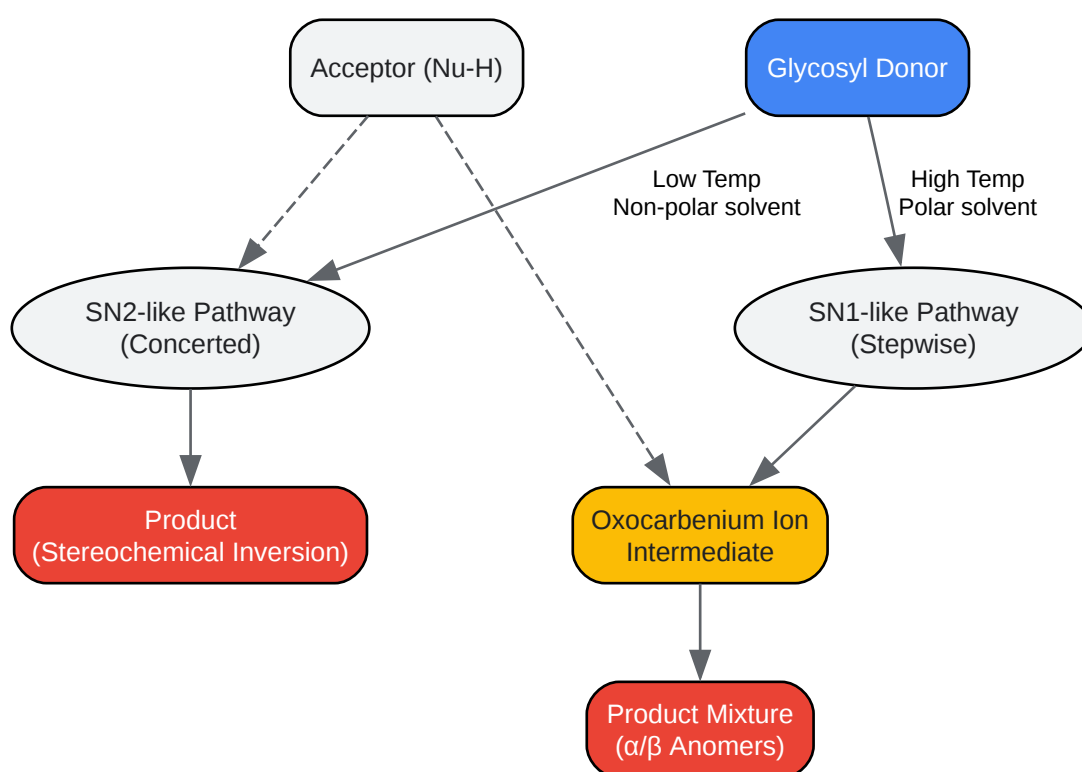 Acceptor (Nu-H)
Glycosyl Donor
Low Temp
Non-polar solvent
High Temp
Polar solvent
SN2-like Pathway
(Concerted)
SN1-like Pathway
(Stepwise)
Product
(Stereochemical Inversion)
Oxocarbenium Ion
Intermediate
Product Mixture
(α/β Anomers)